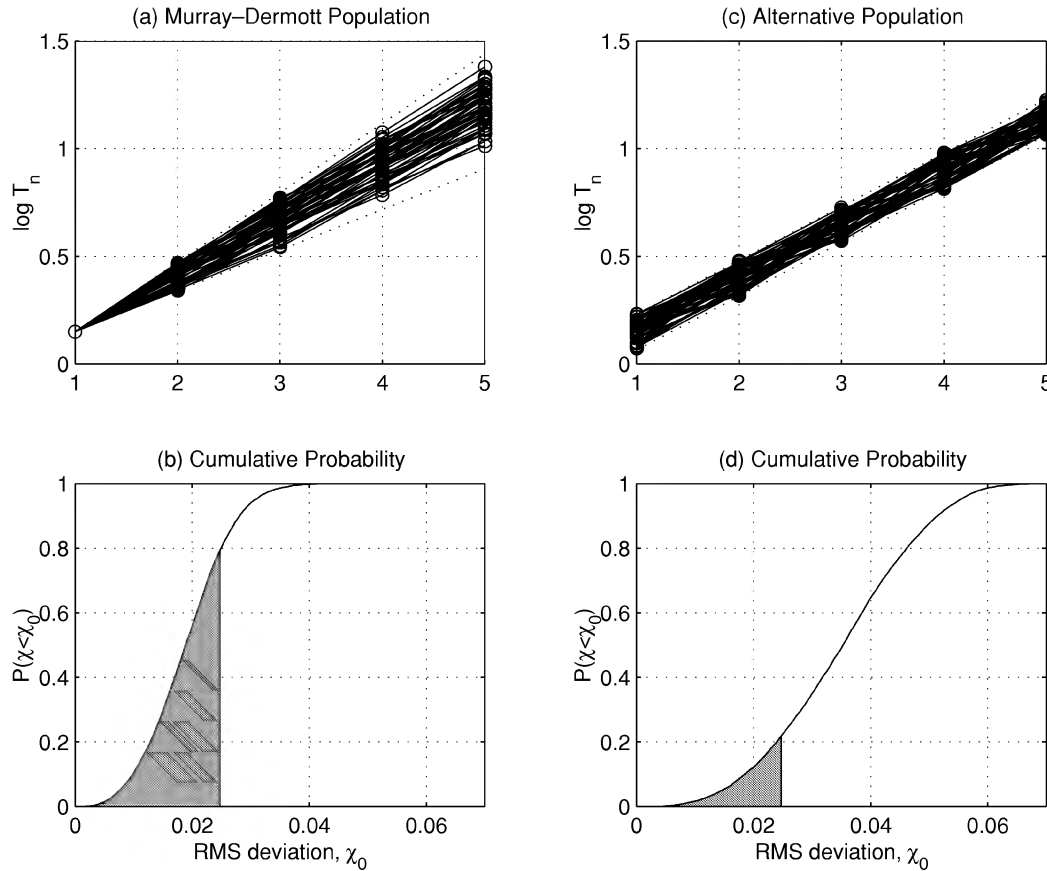 (a) Murray–Dermott Population
1.5
1
0.5
0
log T_n
1 2 3 4 5
(c) Alternative Population
1.5
1
0.5
0
log T_n
1 2 3 4 5
(b) Cumulative Probability
1
0.8
0.6
0.4
0.2
0
P(χ<χ_0)
0 0.02 0.04 0.06
RMS deviation, χ_0
(d) Cumulative Probability
1
0.8
0.6
0.4
0.2
0
P(χ<χ_0)
0 0.02 0.04 0.06
RMS deviation, χ_0